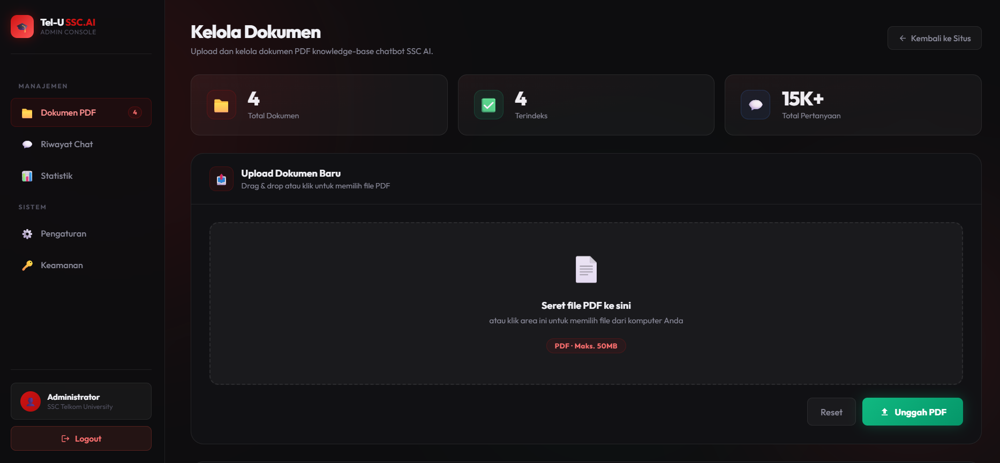 Tel-U SSC.AI
ADMIN CONSOLE
MANAJEMEN
Dokumen PDF 4
Riwayat Chat
Statistik
SISTEM
Pengaturan
Keamanan
Administrator
SSC Telkom University
Logout
Kelola Dokumen
Upload dan kelola dokumen PDF knowledge-base chatbot SSC AI.
← Kembali ke Situs
4
Total Dokumen
4
Terindeks
15K+
Total Pertanyaan
Upload Dokumen Baru
Drag & drop atau klik untuk memilih file PDF
Seret file PDF ke sini
atau klik area ini untuk memilih file dari komputer Anda
PDF · Maks. 50MB
Reset
Unggah PDF